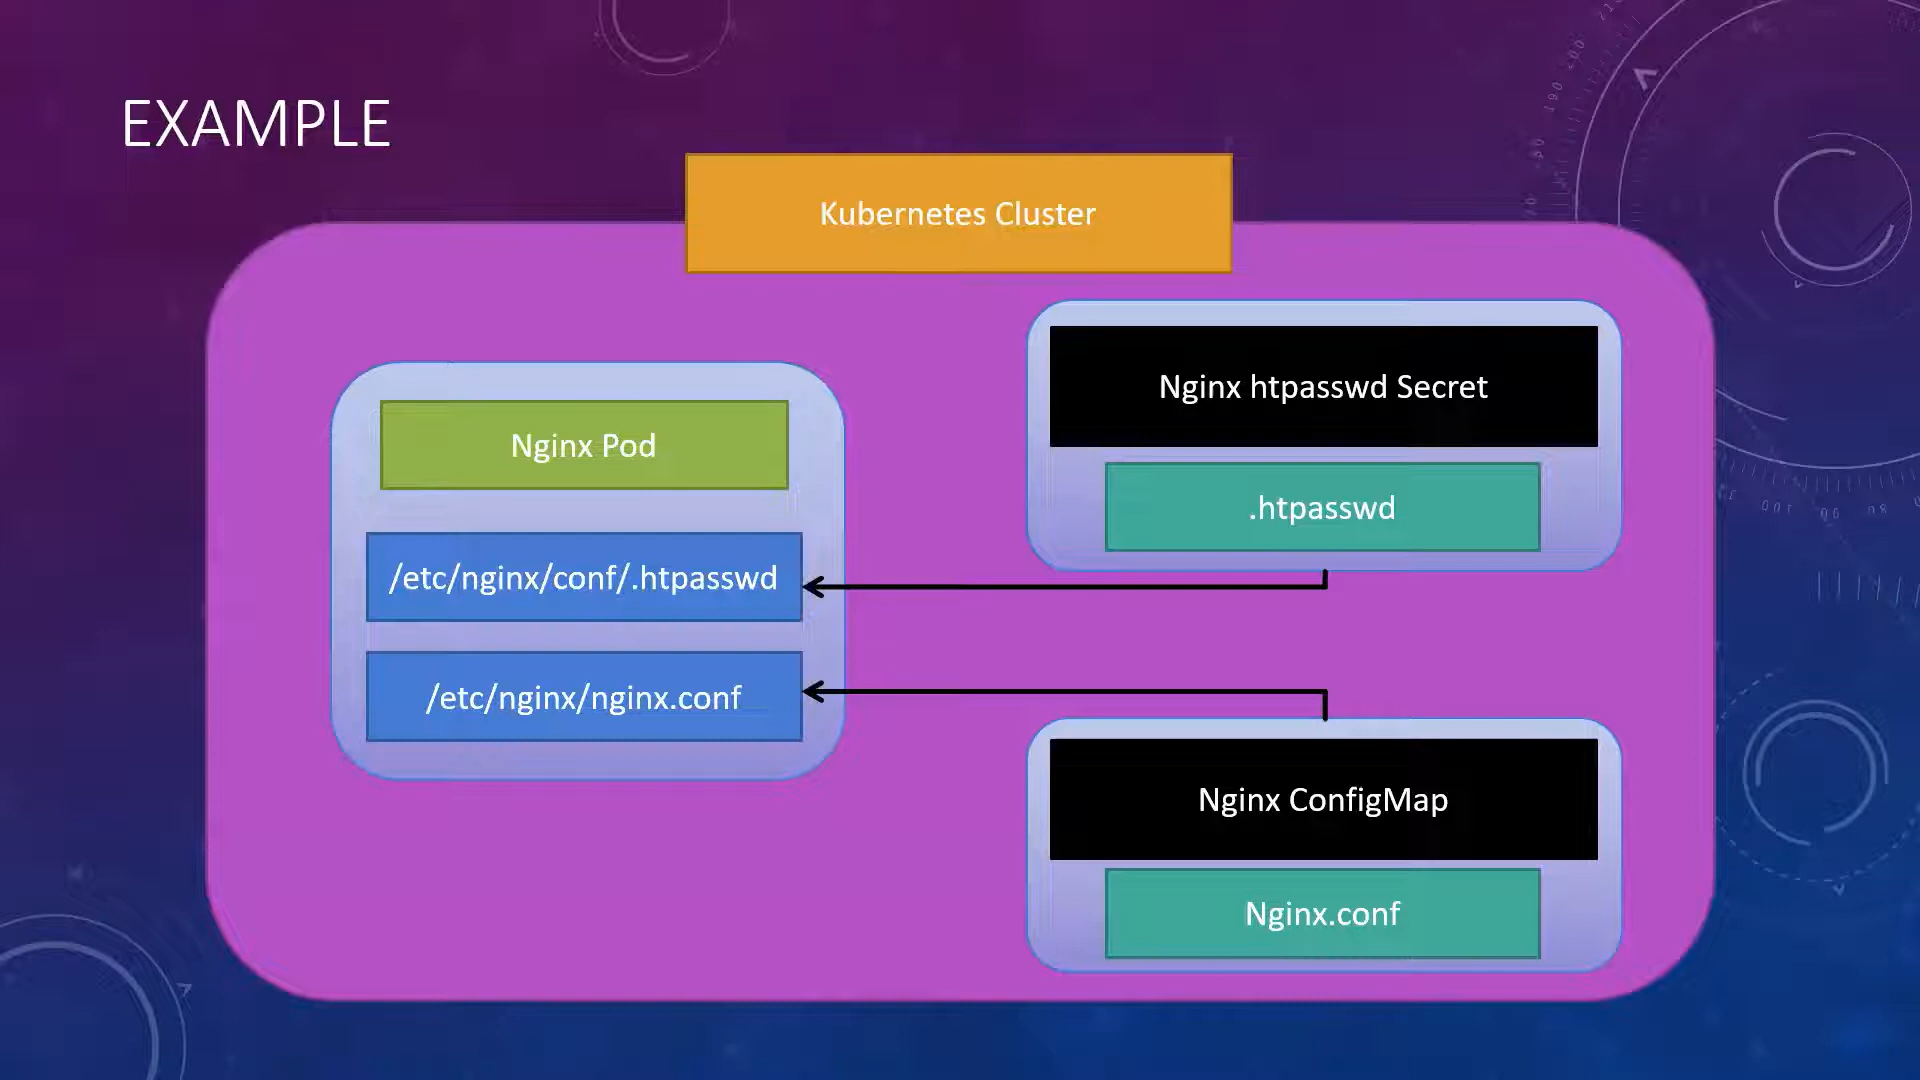 EXAMPLE
Kubernetes Cluster
Nginx Pod
/etc/nginx/conf/.htpasswd
/etc/nginx/nginx.conf
Nginx htpasswd Secret
.htpasswd
Nginx ConfigMap
Nginx.conf